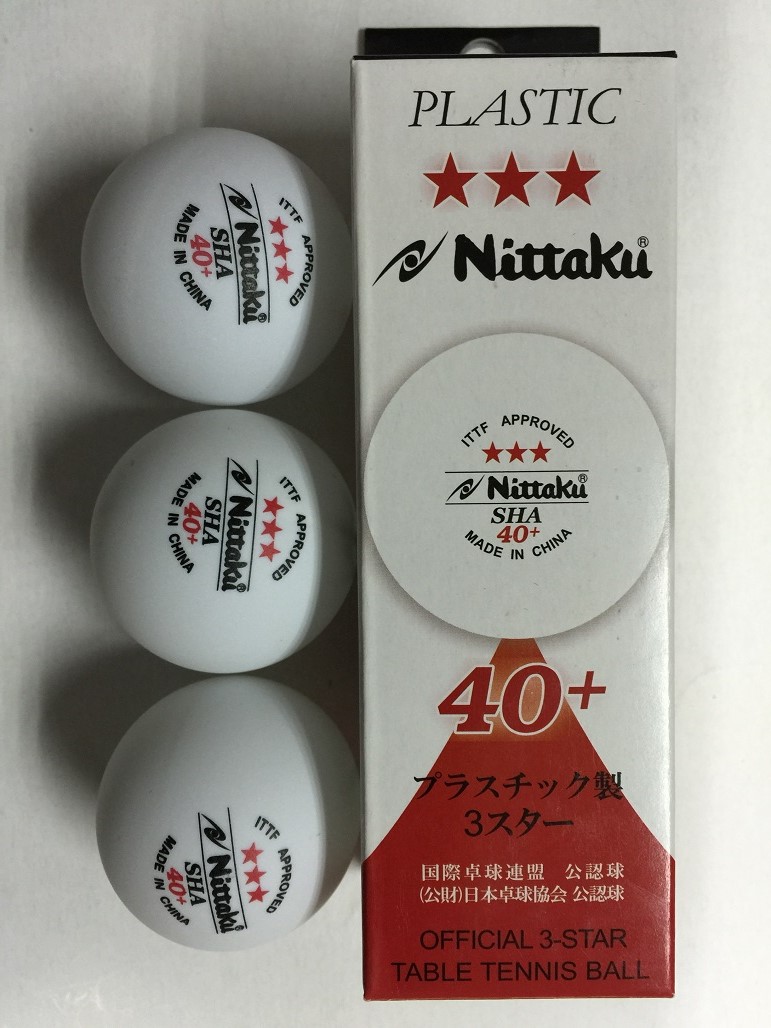 ITTF APPROVED
★★★
Nittaku®
SHA
40+
MADE IN CHINA
ITTF APPROVED
★★★
Nittaku®
SHA
40+
MADE IN CHINA
ITTF APPROVED
★★★
Nittaku®
SHA
40+
MADE IN CHINA
PLASTIC
★★★
Nittaku®
ITTF APPROVED
★★★
Nittaku®
SHA
40+
MADE IN CHINA
40+
プラスチック製
3スター
国際卓球連盟 公認球
(公財)日本卓球協会 公認球
OFFICIAL 3-STAR
TABLE TENNIS BALL